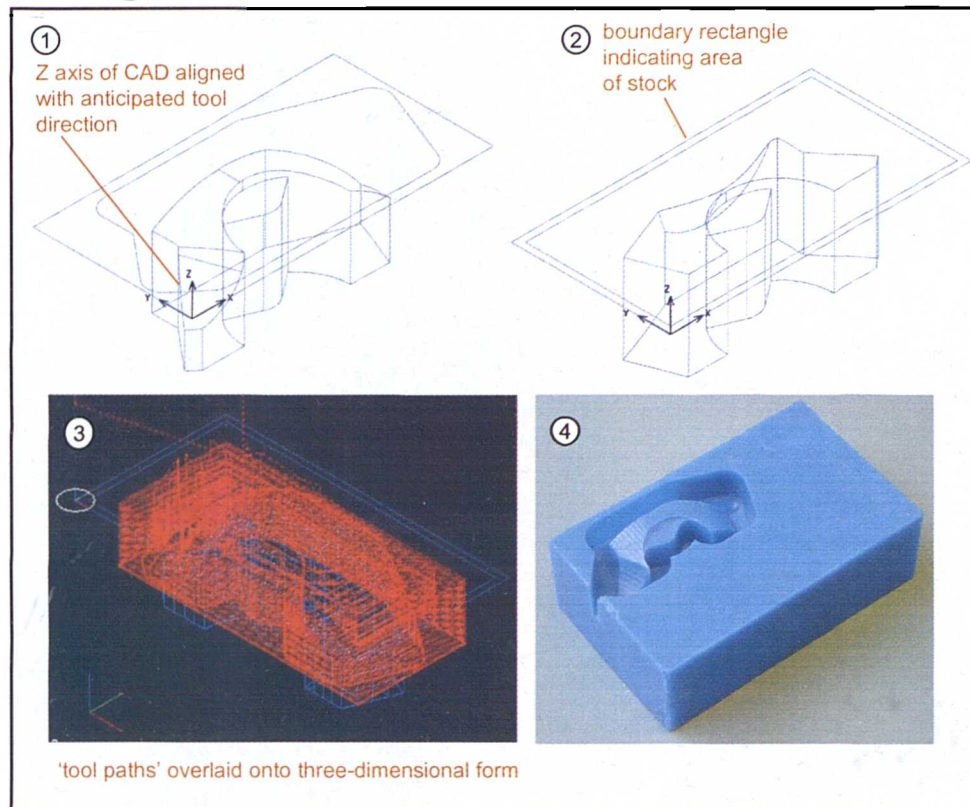 ①
Z axis of CAD aligned
with anticipated tool
direction
Z
Y
X
②
boundary rectangle
indicating area
of stock
Z
Y
X
③
④
'tool paths' overlaid onto three-dimensional form